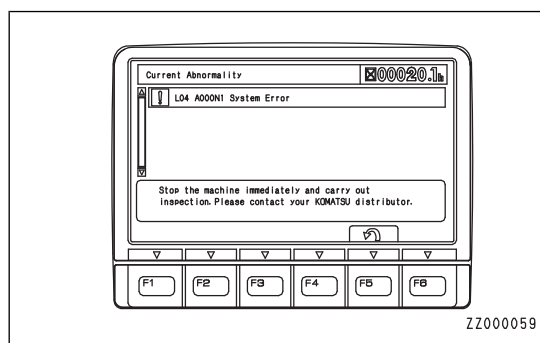 Current Abnormality
00020.1h
L04 A000N1 System Error
Stop the machine immediately and carry out
inspection. Please contact your KOMATSU distributor.
F1 F2 F3 F4 F5 F6
ZZ000059